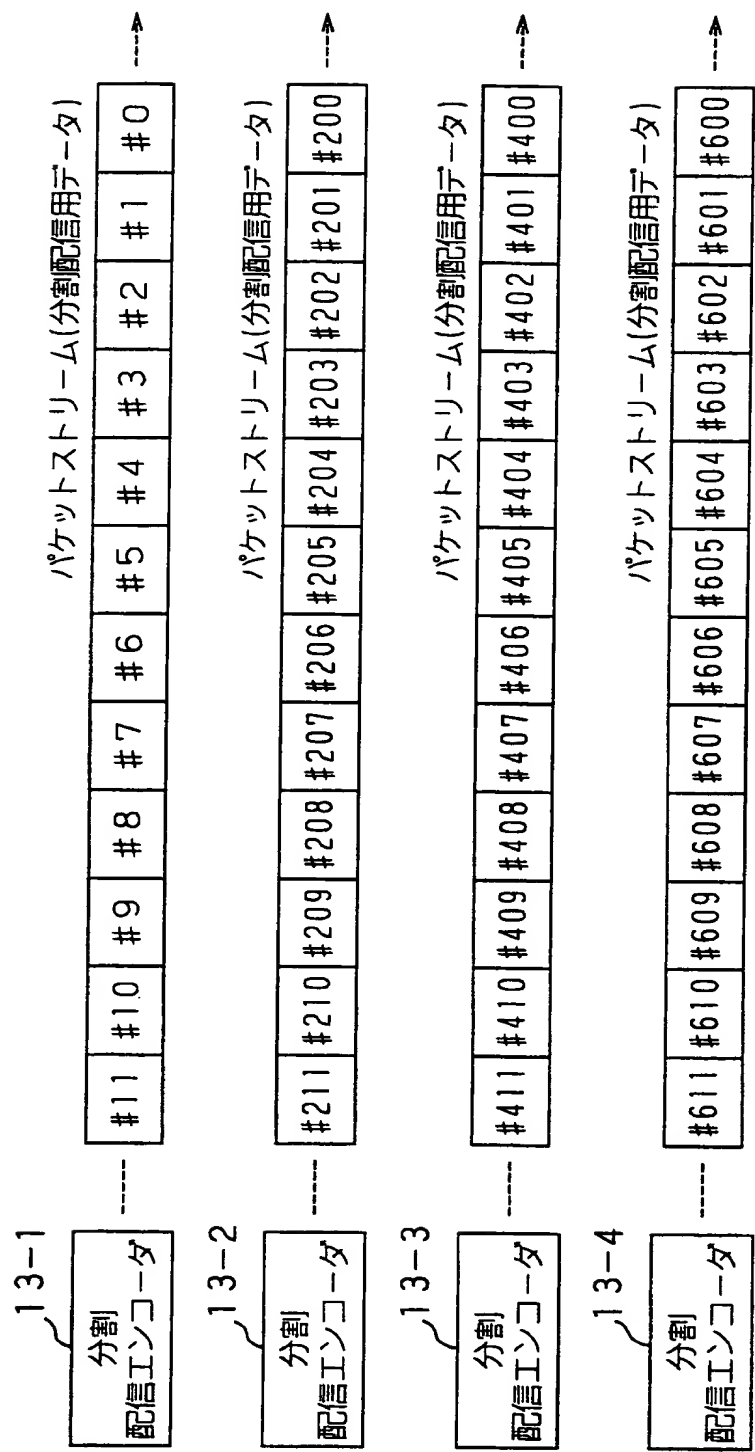 13-1
分割
配信エンコーダ
パケットストリーム(分割配信用データ)
#11 #10 #9 #8 #7 #6 #5 #4 #3 #2 #1 #0
13-2
分割
配信エンコーダ
パケットストリーム(分割配信用データ)
#211 #210 #209 #208 #207 #206 #205 #204 #203 #202 #201 #200
13-3
分割
配信エンコーダ
パケットストリーム(分割配信用データ)
#411 #410 #409 #408 #407 #406 #405 #404 #403 #402 #401 #400
13-4
分割
配信エンコーダ
パケットストリーム(分割配信用データ)
#611 #610 #609 #608 #607 #606 #605 #604 #603 #602 #601 #600